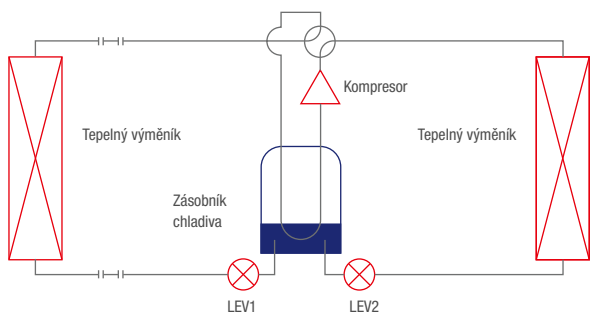 Kompresor
Tepelný výměník
Tepelný výměník
Zásobník
chladiva
LEV1
LEV2